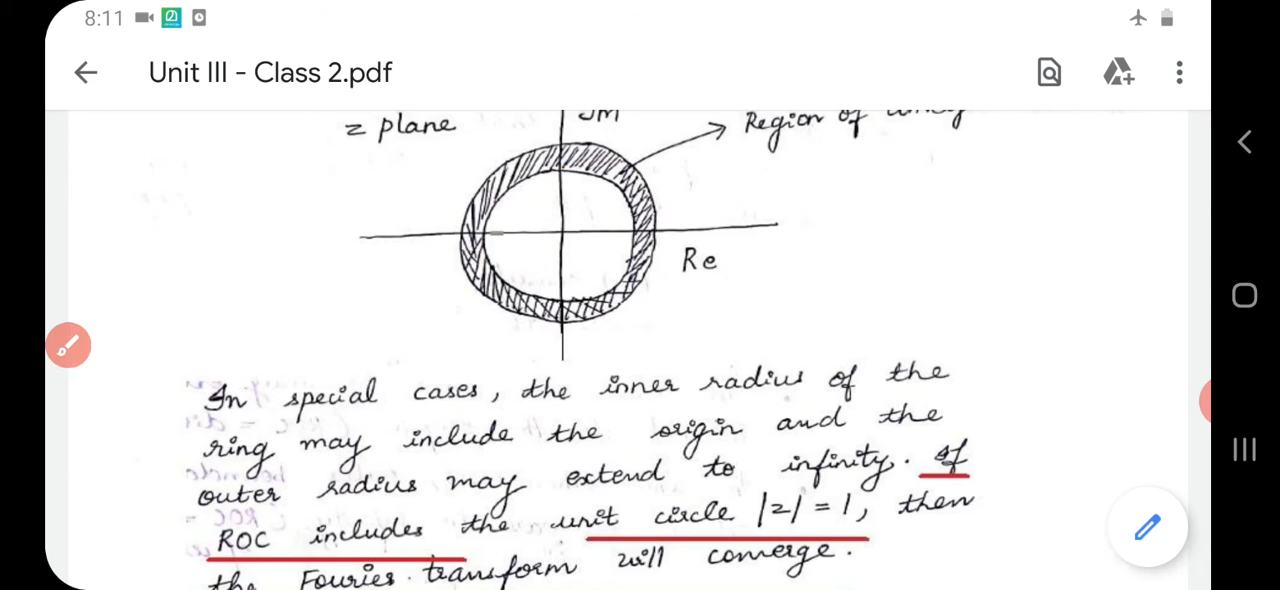 8:11
Unit III - Class 2.pdf
z plane
Im
Region of
Re
In special cases, the inner radius of the
ring may include the origin and the
outer radius may extend to infinity. If
ROC includes the unit circle |z| = 1, then
the Fourier transform will converge.